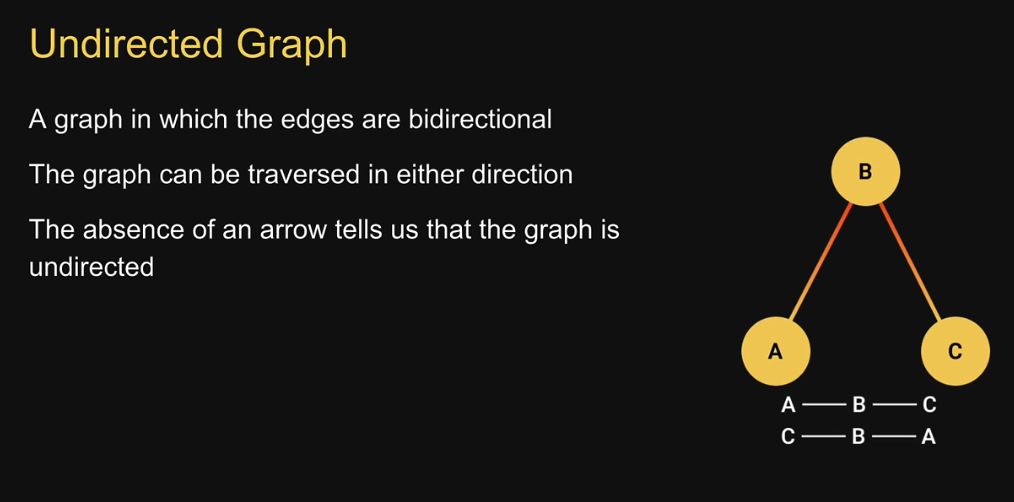 Undirected Graph
A graph in which the edges are bidirectional
The graph can be traversed in either direction
The absence of an arrow tells us that the graph is
undirected
B
A
C
A — B — C
C — B — A